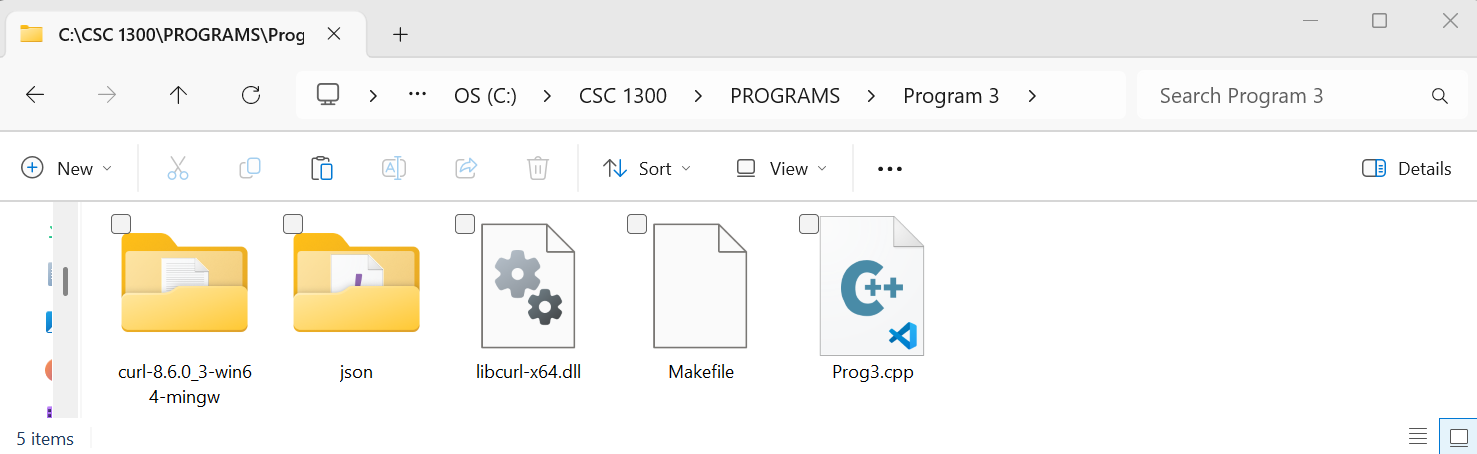 C:\CSC 1300\PROGRAMS\Prog
OS (C:) CSC 1300 PROGRAMS Program 3 Search Program 3
New Sort View Details
C++
curl-8.6.0_3-win6
4-mingw
json
libcurl-x64.dll
Makefile
Prog3.cpp
5 items